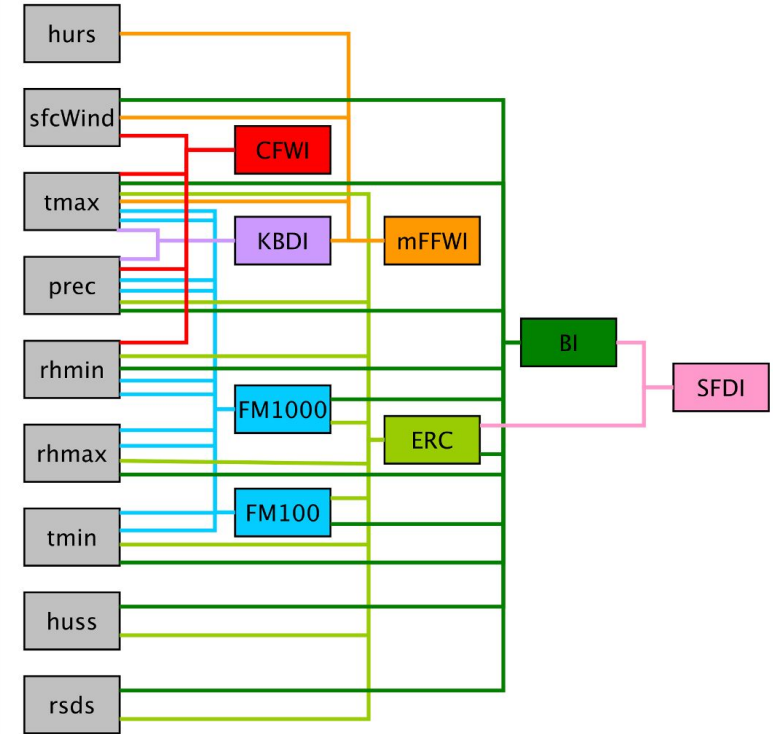 hurs
sfcWind
CFWI
tmax
KBDI
mFFWI
prec
BI
rhmin
SFDI
FM1000
ERC
rhmax
FM100
tmin
huss
rsds